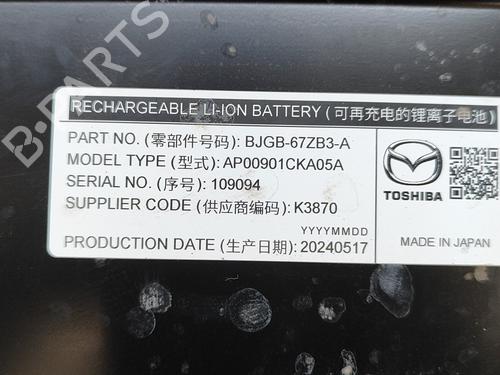 B-PARTS
RECHARGEABLE LI-ION BATTERY (可再充电的锂离子电池)
PART NO. (零部件号码): BJGB-67ZB3-A
MODEL TYPE (型式): AP00901CKA05A
SERIAL NO. (序号): 109094
SUPPLIER CODE (供应商编码): K3870
YYYYMMDD
PRODUCTION DATE (生产日期): 20240517
TOSHIBA
MADE IN JAPAN